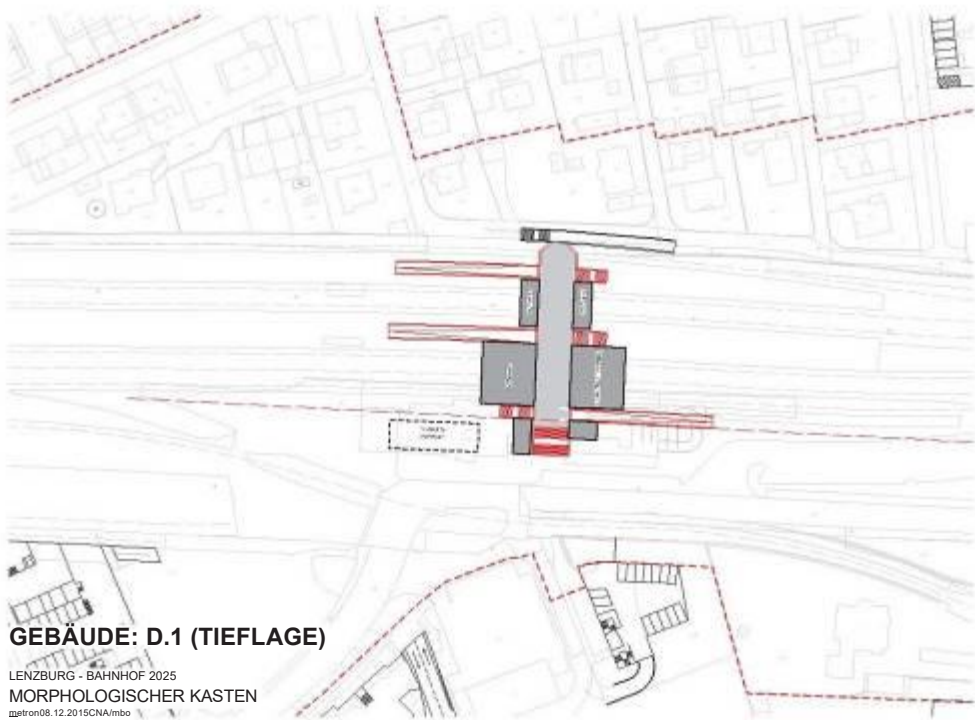 GEBÄUDE: D.1 (TIEFLAGE)
LENZBURG - BAHNHOF 2025
MORPHOLOGISCHER KASTEN
metron08.12.2015CNA/mbo